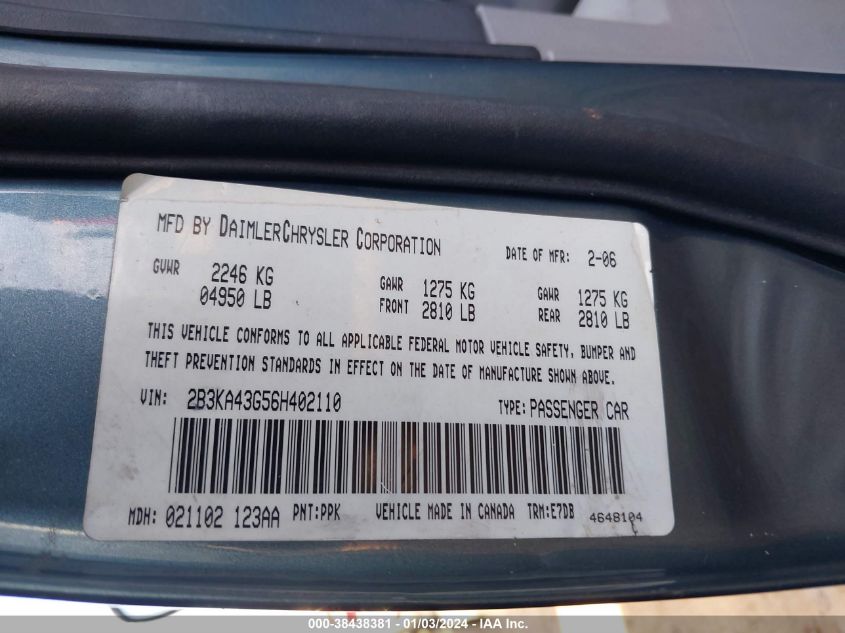 MFD BY DAIMLERCHRYSLER CORPORATION DATE OF MFR: 2-06
GVWR 2246 KG GAWR 1275 KG GAWR 1275 KG
04950 LB FRONT 2810 LB REAR 2810 LB
THIS VEHICLE CONFORMS TO ALL APPLICABLE FEDERAL MOTOR VEHICLE SAFETY, BUMPER AND
THEFT PREVENTION STANDARDS IN EFFECT ON THE DATE OF MANUFACTURE SHOWN ABOVE.
VIN: 2B3KA43G56H402110 TYPE: PASSENGER CAR
MDH: 021102 123AA PNT:PPK VEHICLE MADE IN CANADA TRM:E7DB 4648104
000-38438381 - 01/03/2024 - IAA Inc.